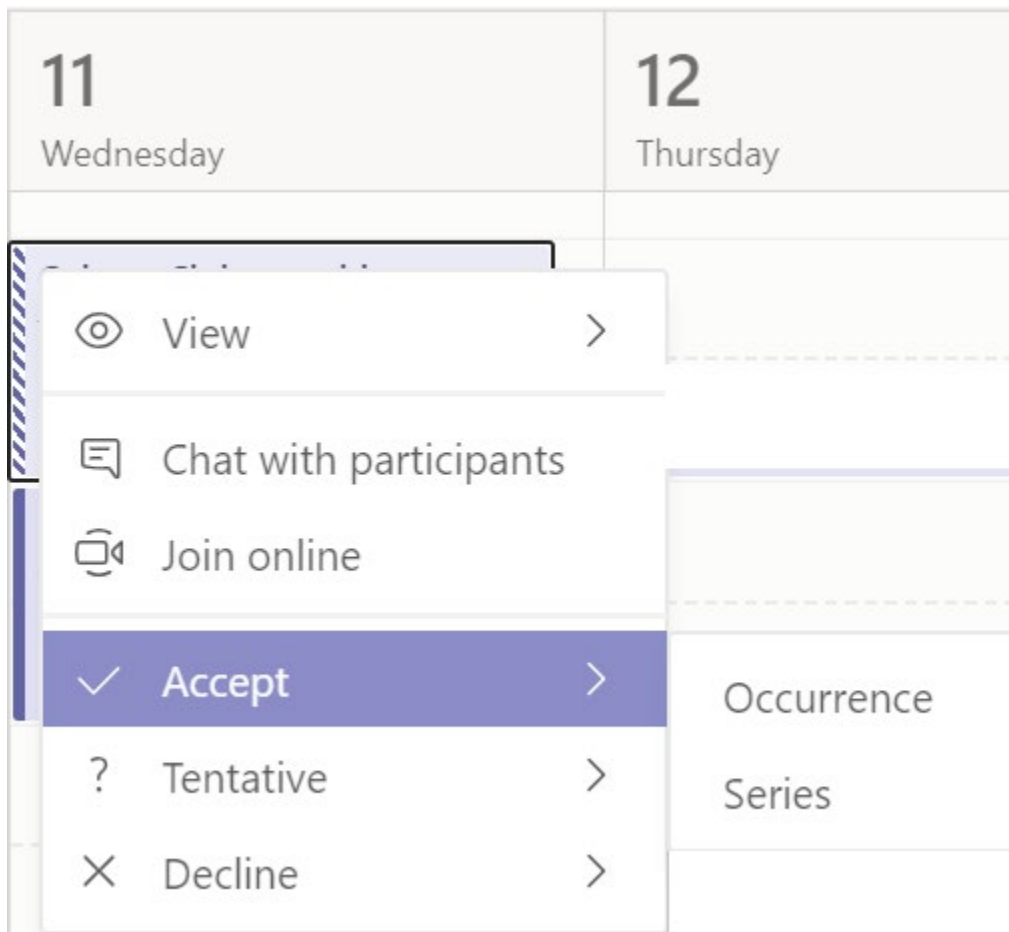 11
Wednesday
12
Thursday
View
Chat with participants
Join online
Accept
Occurrence
Series
?
Tentative
Decline